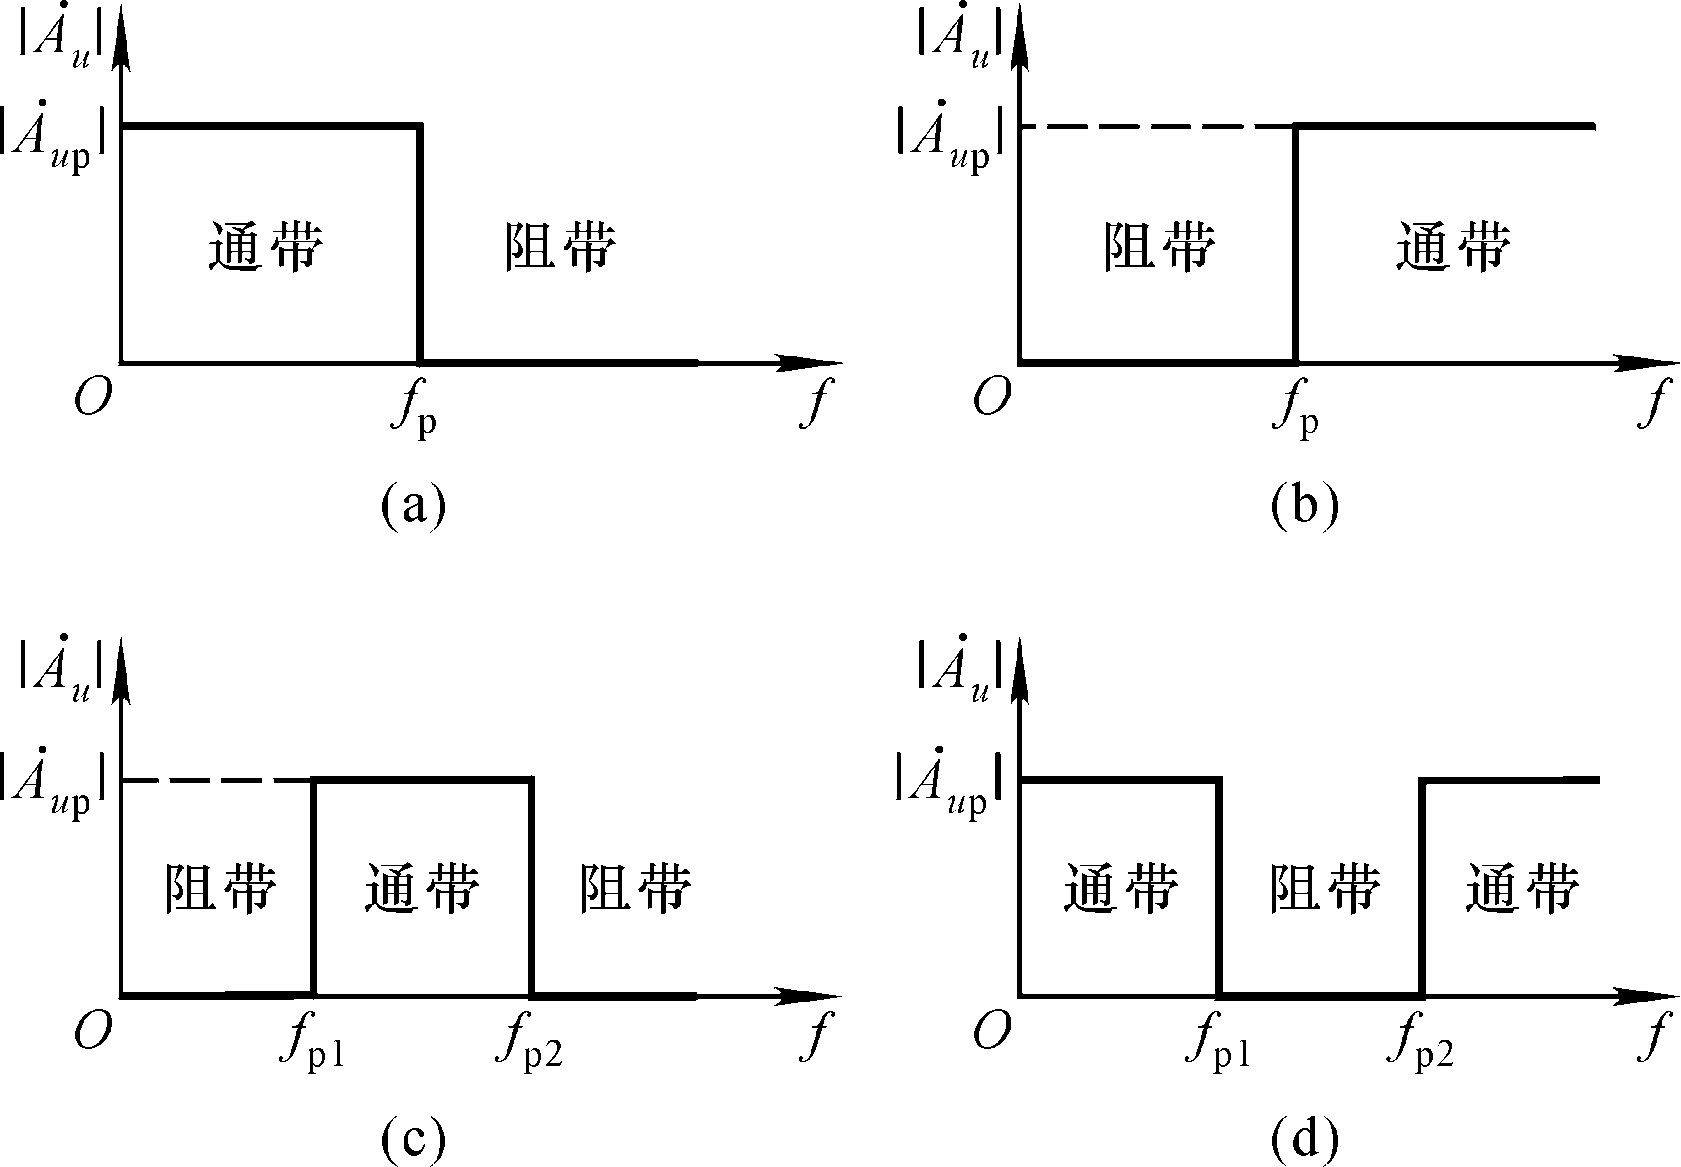 |Ȧu| |Ȧu|
|Ȧup| |Ȧup|
通带 阻带 阻带 通带
O fp f O fp f
(a) (b)
|Ȧu| |Ȧu|
|Ȧup| |Ȧup|
阻带 通带 阻带 通带 阻带 通带
O fp1 fp2 f O fp1 fp2 f
(c) (d)